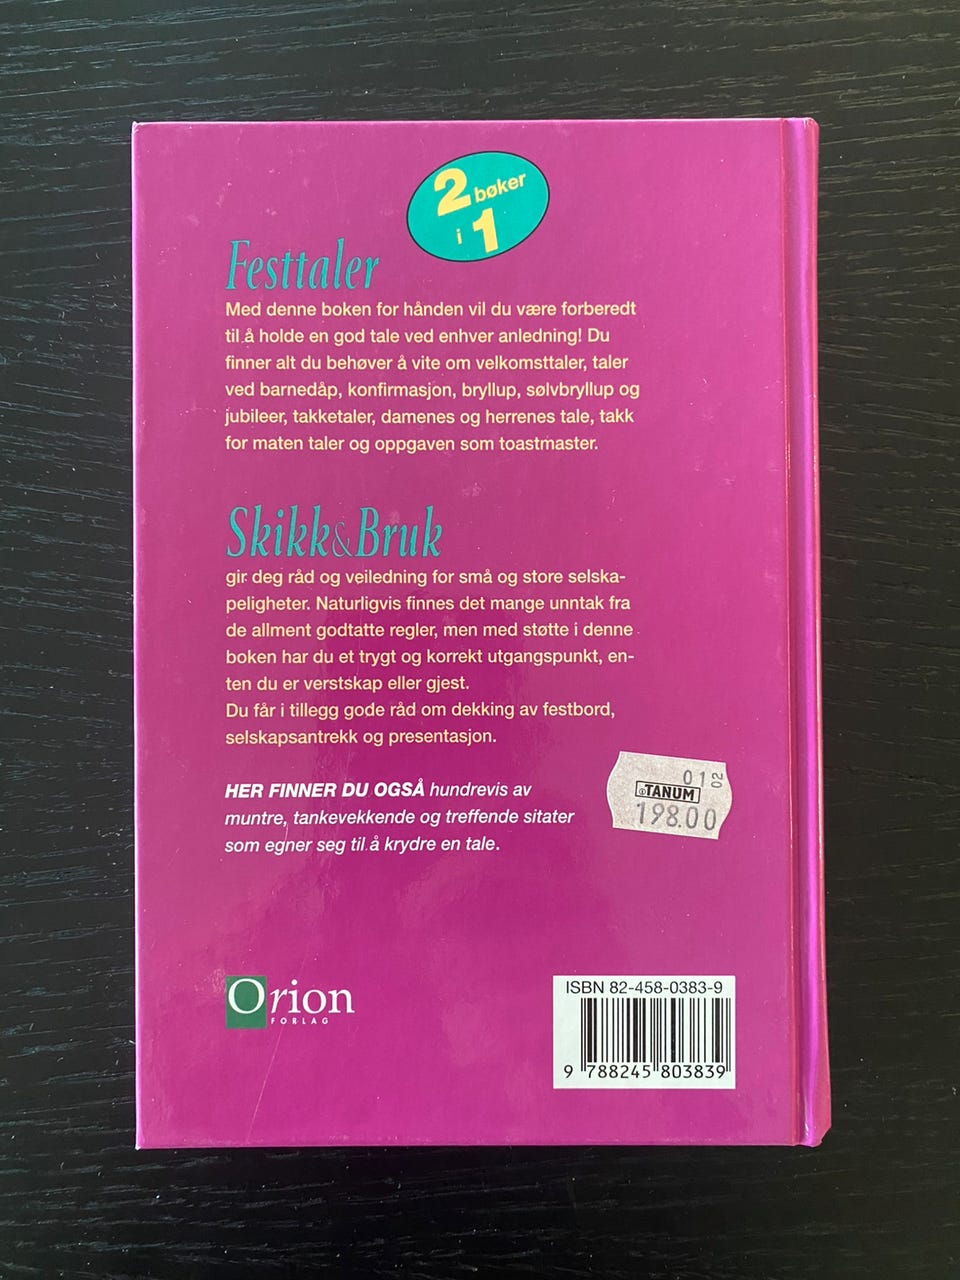 2 bøker
i 1
Festtaler
Med denne boken for hånden vil du være forberedt
til å holde en god tale ved enhver anledning! Du
finner alt du behøver å vite om velkomsttaler, taler
ved barnedåp, konfirmasjon, bryllup, sølvbryllup og
jubileer, takketaler, damenes og herrenes tale, takk
for maten taler og oppgaven som toastmaster.
Skikk&Bruk
gir deg råd og veiledning for små og store selska-
peligheter. Naturligvis finnes det mange unntak fra
de allment godtatte regler, men med støtte i denne
boken har du et trygt og korrekt utgangspunkt, en-
ten du er verstskap eller gjest.
Du får i tillegg gode råd om dekking av festbord,
selskapsantrekk og presentasjon.
HER FINNER DU OGSÅ hundrevis av
muntre, tankevekkende og treffende sitater
som egner seg til å krydre en tale.
01 02
TANUM
198.00
Orion
FORLAG
ISBN 82-458-0383-9
9 788245 803839